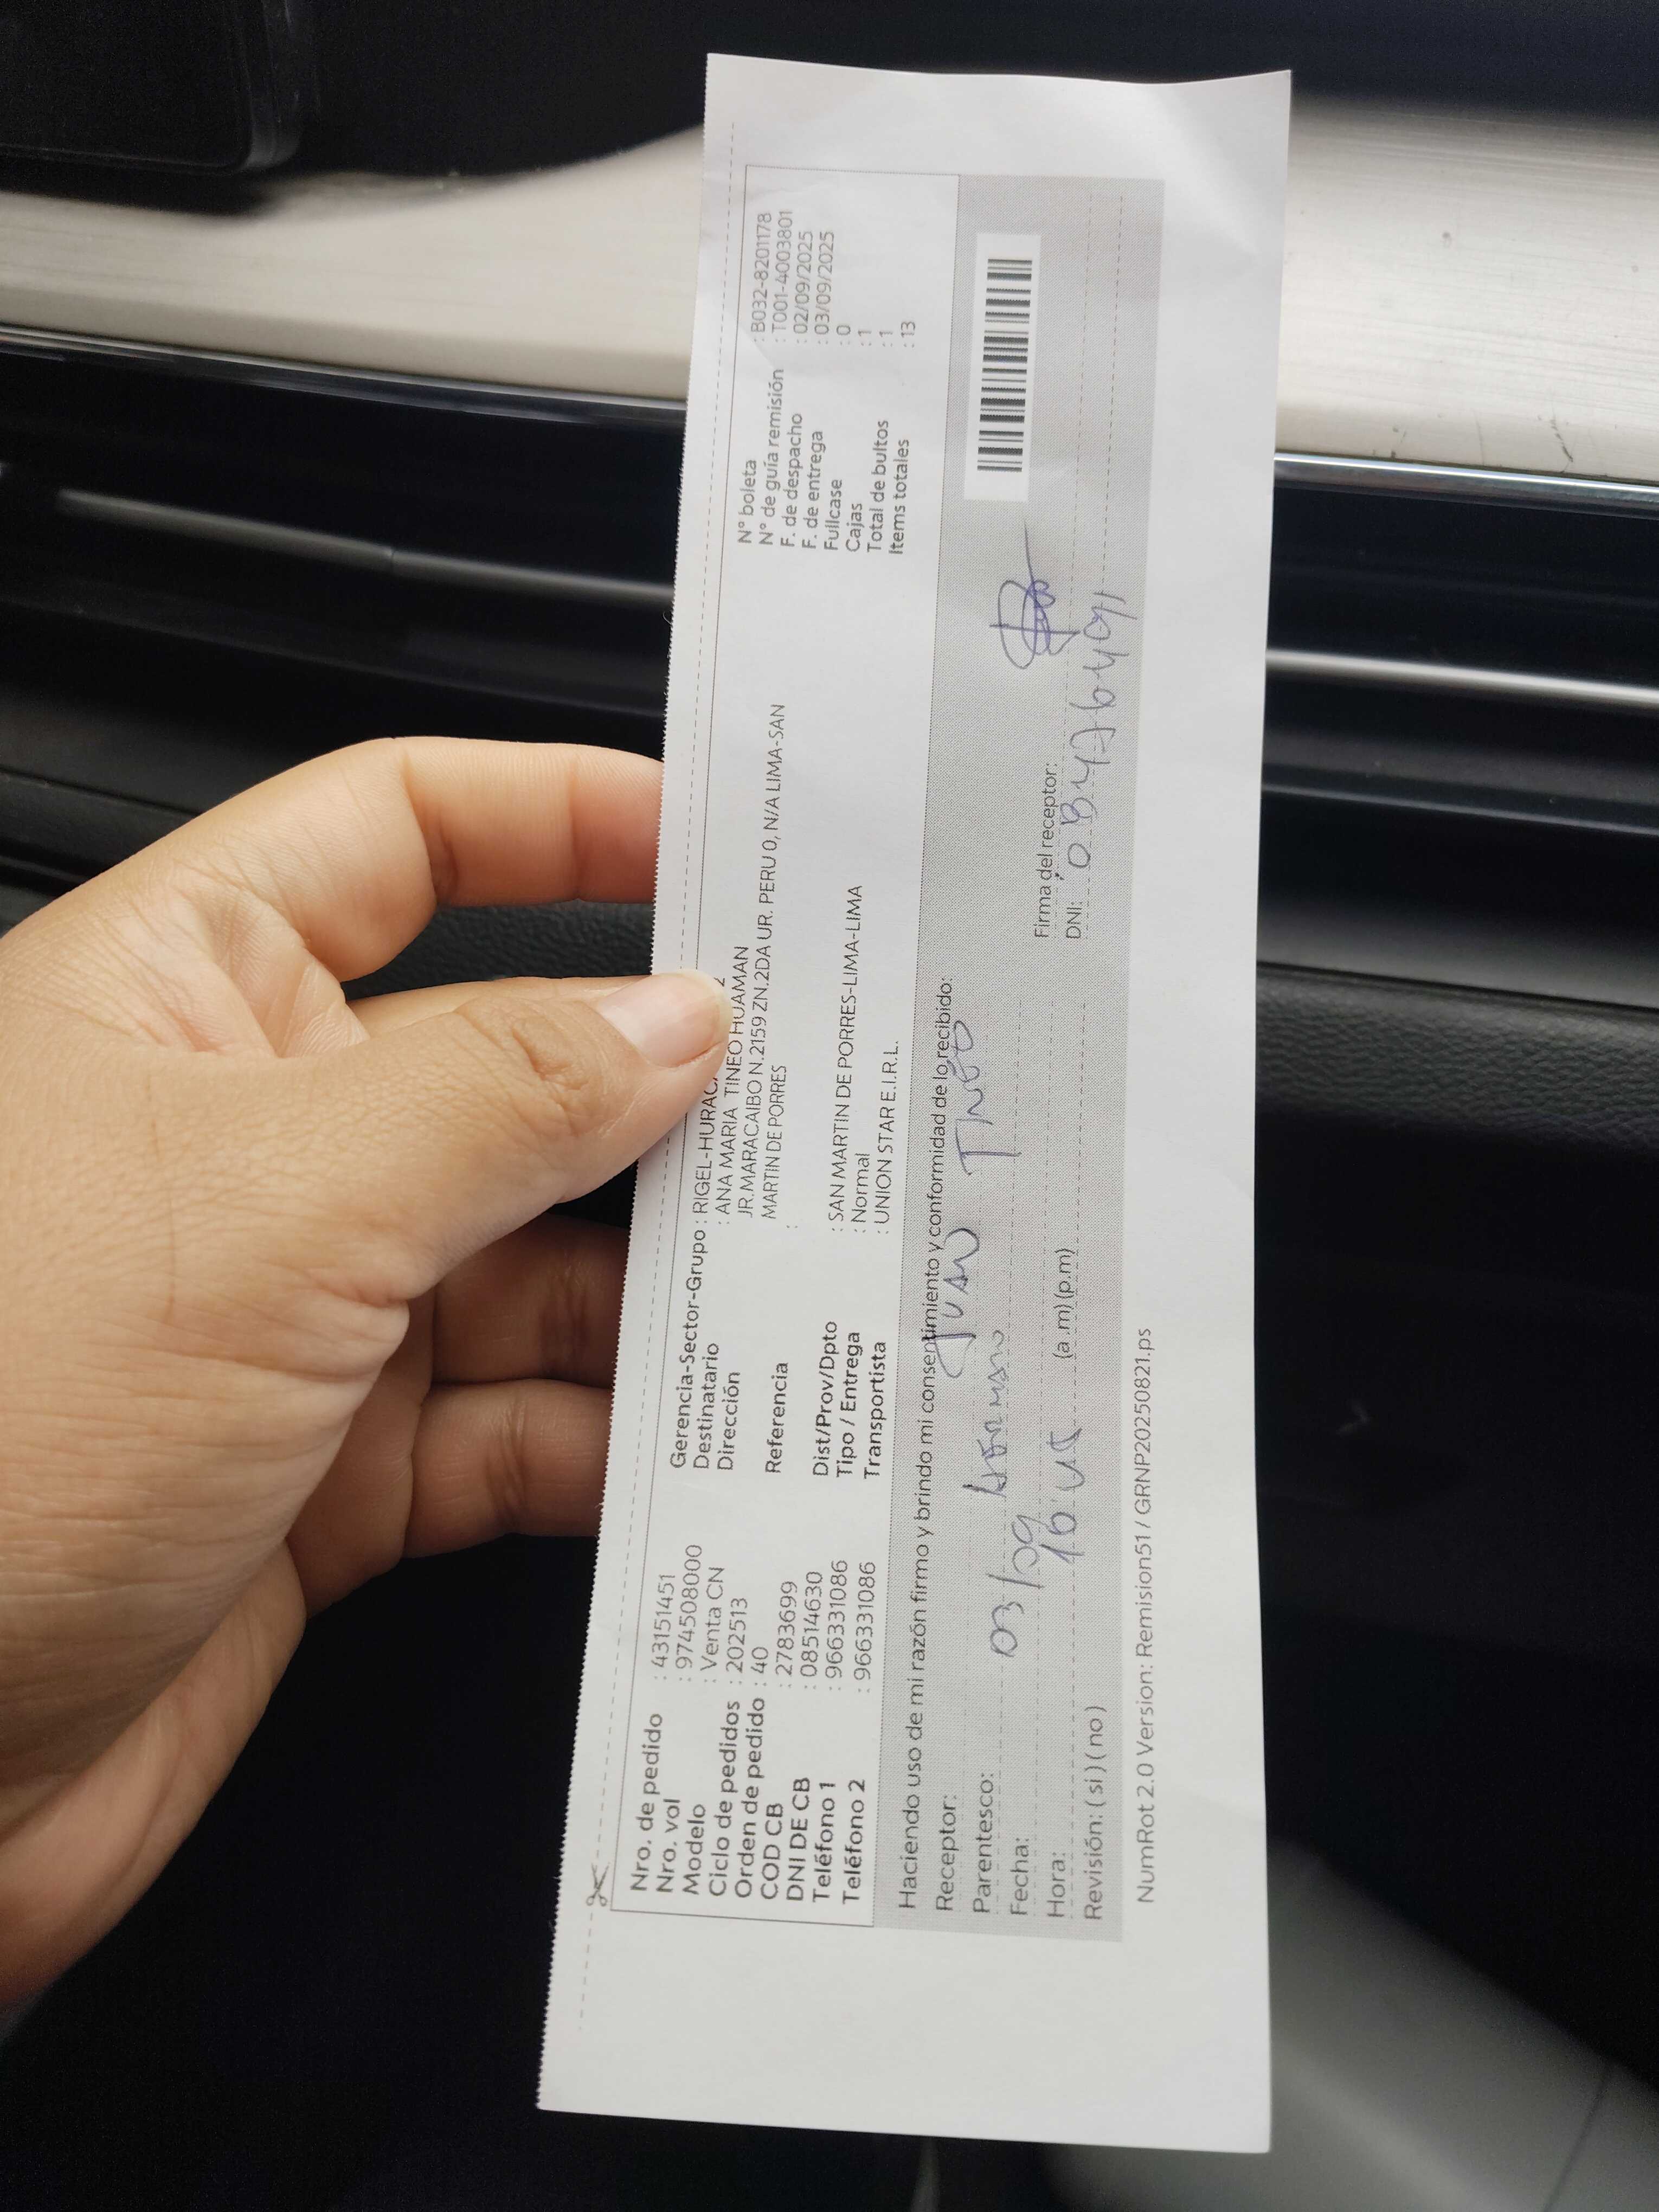 Nro. de pedido : 43151451
Nro. vol : 974508000
Modelo : Venta CN
Ciclo de pedidos : 202513
Orden de pedido : 40
COD CB : 2783699
DNI DE CB : 08514630
Teléfono 1 : 966331086
Teléfono 2 : 966331086
Gerencia-Sector-Grupo : RIGEL-HURAC
Destinatario : ANA MARIA TINEO HUAMAN
Dirección JR.MARACAIBO N.2159 ZN.2DA UR. PERU 0, N/A LIMA-SAN
MARTIN DE PORRES
Referencia :
Dist/Prov/Dpto : SAN MARTIN DE PORRES-LIMA-LIMA
Tipo / Entrega : Normal
Transportista : UNION STAR E.I.R.L.
N° boleta : B032-8201178
N° de guía remisión : T001-4003801
F. de despacho : 02/09/2025
F. de entrega : 03/09/2025
Fullcase : 0
Cajas : 1
Total de bultos : 1
Items totales : 13
Haciendo uso de mi razón firmo y brindo mi consentimiento y conformidad de lo recibido:
Receptor: JUAN TINEO
Parentesco: HERMANO
Fecha: 03/09
Hora: (a.m) (p.m)
Revisión: ( si ) ( no )
Firma del receptor:
DNI: 08476491
NumRot 2.0 Version: Remision51 / GRNP20250821.ps